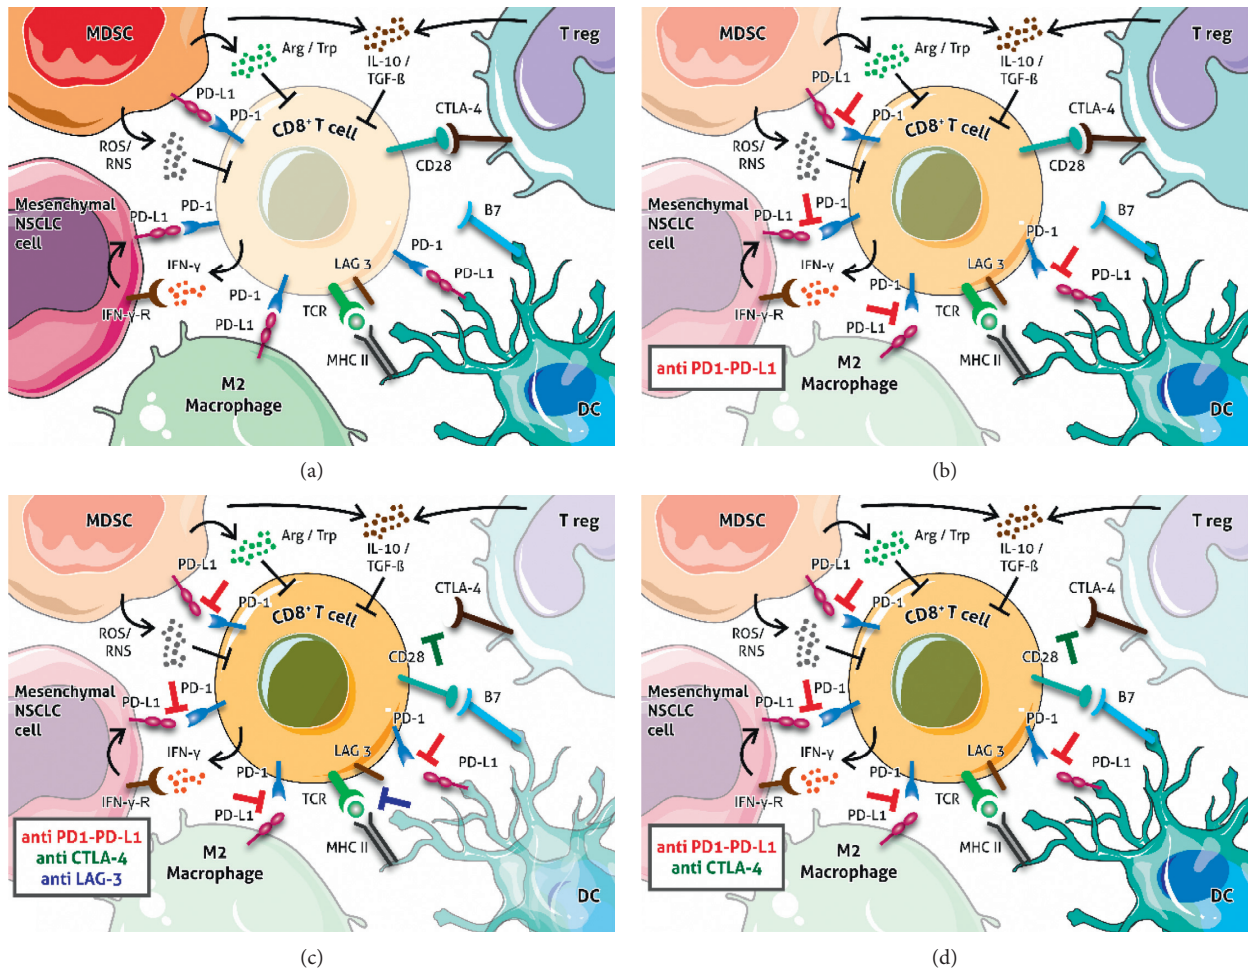 MDSC
T reg
Arg / Trp
IL-10 /
TGF-ß
PD-L1
PD-1
CTLA-4
CD8+ T cell
ROS/
RNS
CD28
Meschymal
NSCLC
cell
PD-L1
PD-1
B7
PD-1
IFN-γ
LAG 3
PD-L1
PD-1
IFN-γ-R
TCR
PD-L1
MHC II
M2
Macrophage
DC
(a)
MDSC
T reg
Arg / Trp
IL-10 /
TGF-ß
PD-L1
PD-1
CTLA-4
CD8+ T cell
ROS/
RNS
CD28
Mesenchymal
NSCLC
cell
PD-L1
PD-1
B7
PD-1
IFN-γ
LAG 3
PD-L1
PD-1
IFN-γ-R
TCR
PD-L1
MHC II
anti PD1-PD-L1
M2
Macrophage
DC
(b)
MDSC
T reg
Arg / Trp
IL-10 /
TGF-ß
PD-L1
PD-1
CTLA-4
CD8+ T cell
ROS/
RNS
CD28
Mesenchymal
NSCLC
cell
PD-L1
PD-1
B7
PD-1
IFN-γ
LAG 3
PD-L1
PD-1
IFN-γ-R
TCR
PD-L1
MHC II
anti PD1-PD-L1
anti CTLA-4
anti LAG-3
M2
Macrophage
DC
(c)
MDSC
T reg
Arg / Trp
IL-10 /
TGF-ß
PD-L1
PD-1
CTLA-4
CD8+ T cell
ROS/
RNS
CD28
Mesenchymal
NSCLC
cell
PD-L1
PD-1
B7
PD-1
IFN-γ
LAG 3
PD-L1
PD-1
IFN-γ-R
TCR
PD-L1
MHC II
anti PD1-PD-L1
anti CTLA-4
M2
Macrophage
DC
(d)